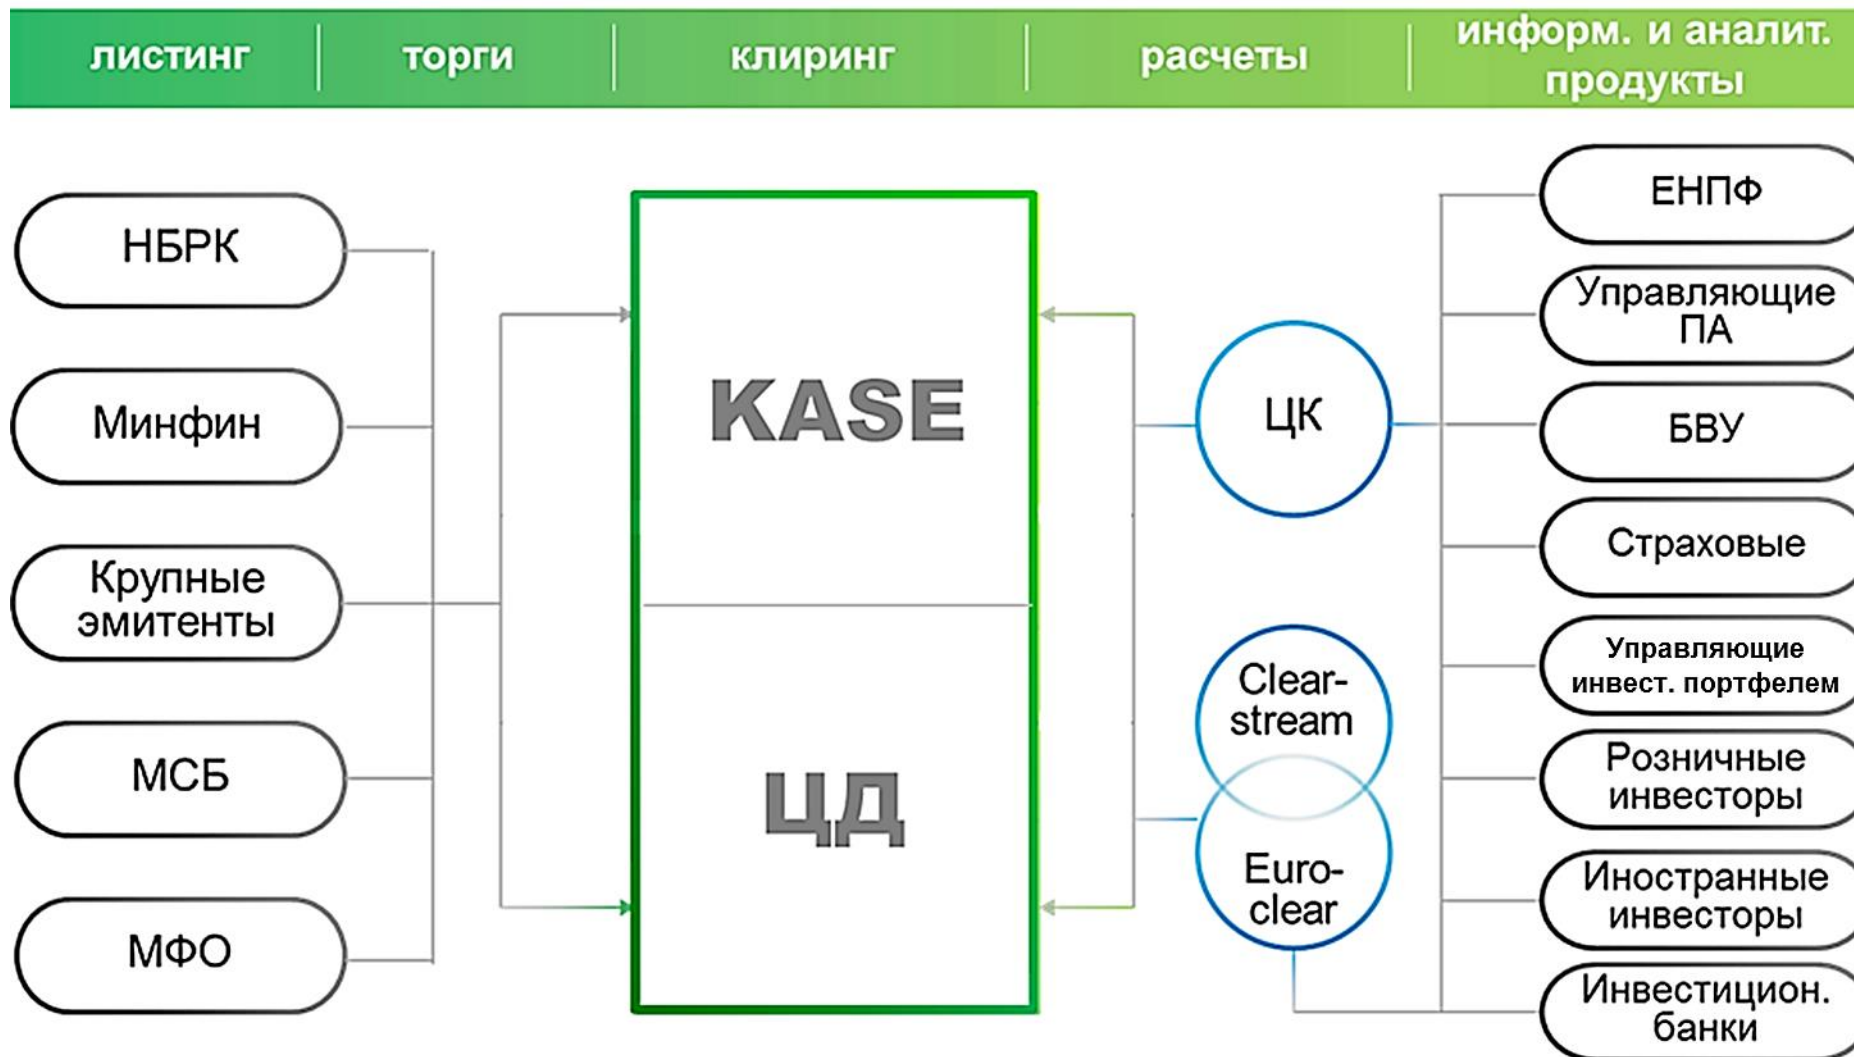 листинг
торги
клиринг
расчеты
информ. и аналит.
продукты
НБРК
Минфин
Крупные
эмитенты
МСБ
МФО
KASE
ЦД
ЦК
Clear-
stream
Euro-
clear
ЕНПФ
Управляющие
ПА
БВУ
Страховые
Управляющие
инвест. портфелем
Розничные
инвесторы
Иностранные
инвесторы
Инвестицион.
банки